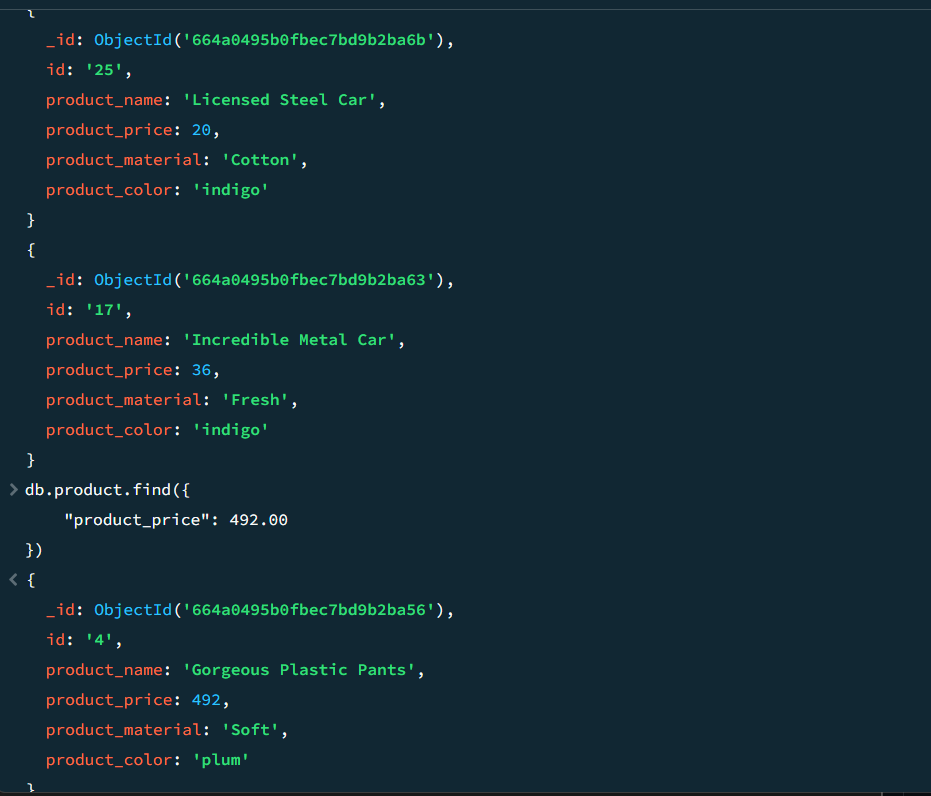 {
_id: ObjectId('664a0495b0fbec7bd9b2ba6b'),
id: '25',
product_name: 'Licensed Steel Car',
product_price: 20,
product_material: 'Cotton',
product_color: 'indigo'
}
{
_id: ObjectId('664a0495b0fbec7bd9b2ba63'),
id: '17',
product_name: 'Incredible Metal Car',
product_price: 36,
product_material: 'Fresh',
product_color: 'indigo'
}
> db.product.find({
"product_price": 492.00
})
< {
_id: ObjectId('664a0495b0fbec7bd9b2ba56'),
id: '4',
product_name: 'Gorgeous Plastic Pants',
product_price: 492,
product_material: 'Soft',
product_color: 'plum'
}